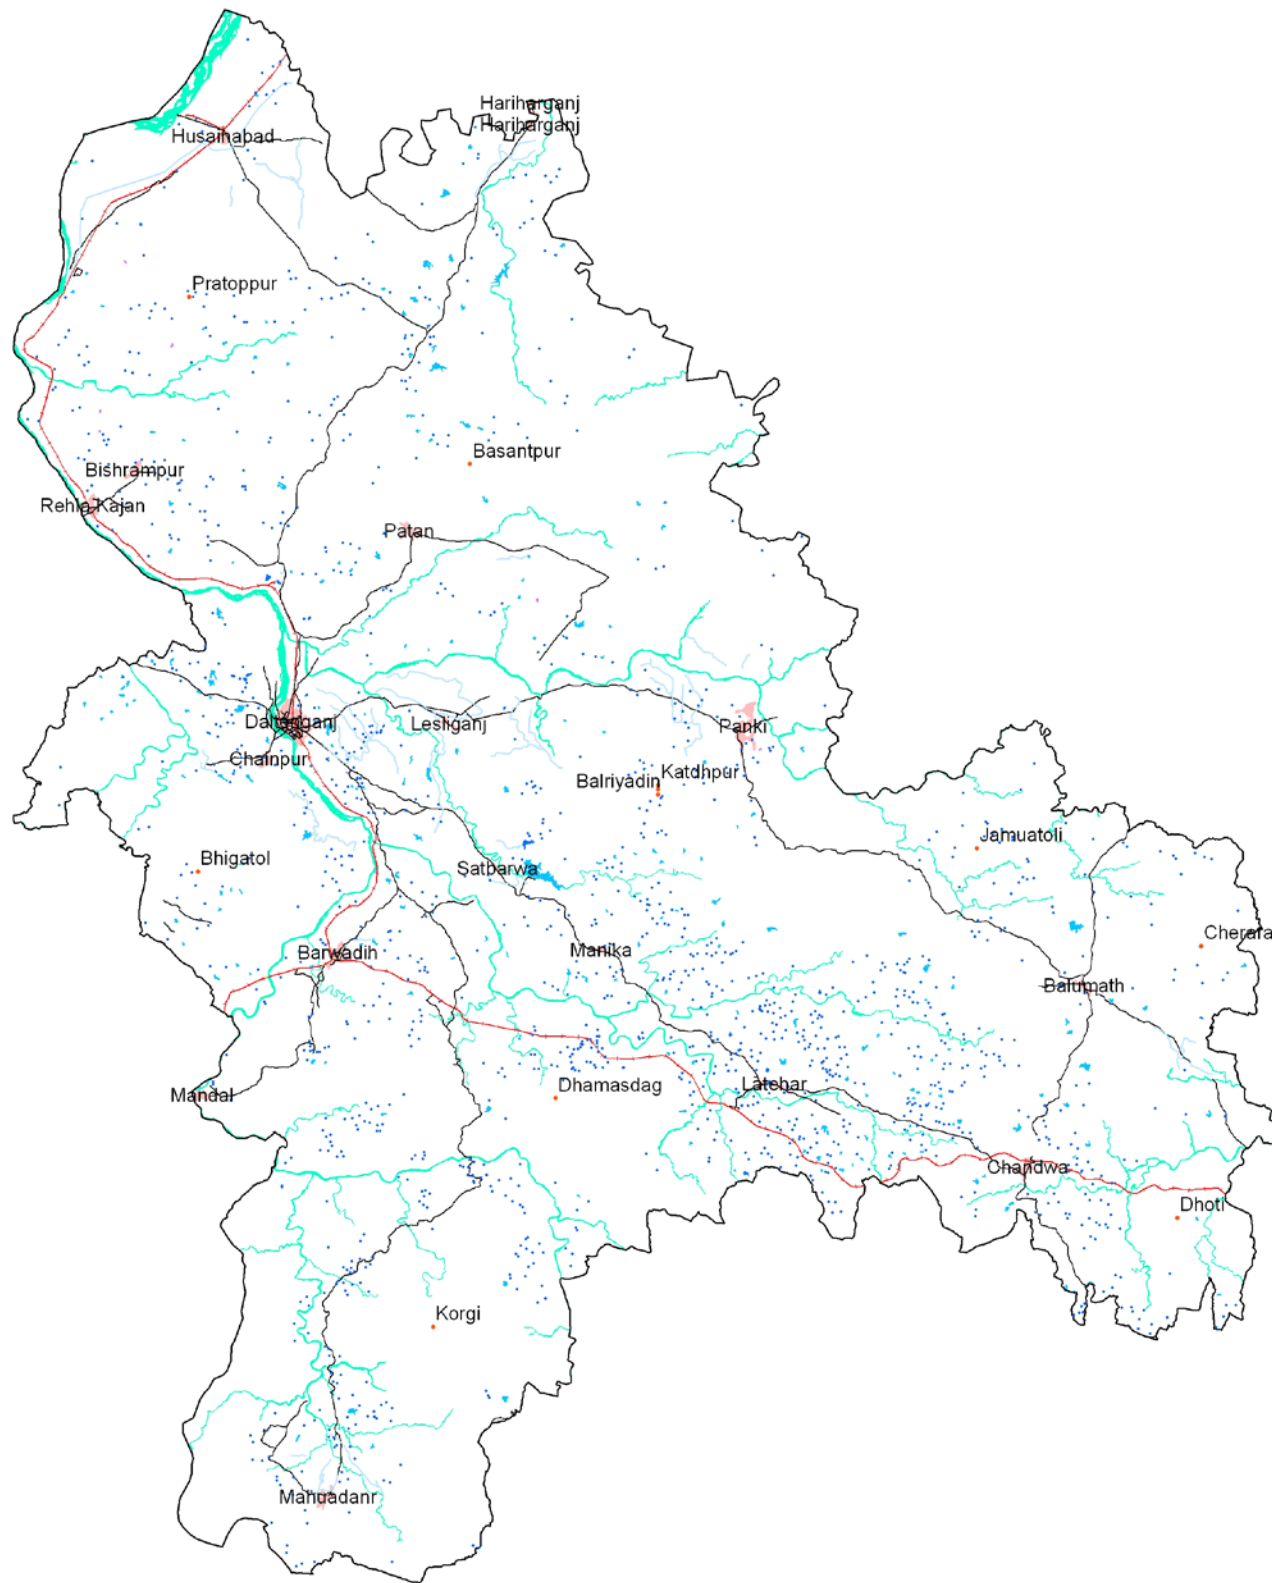 Hariharganj
Hariharganj
Husainabad
Pratoppur
Basantpur
Bishrampur
Rehla Kajan
Patan
Daltenganj
Lesliganj
Panki
Chainpur
Balriyadin
Katdhpur
Jamuatoli
Bhigatol
Satbarwa
Cherara
Barwadih
Manika
Balumath
Mandal
Dhamasdag
Latehar
Chandwa
Dhoti
Korgi
Mahuadanr